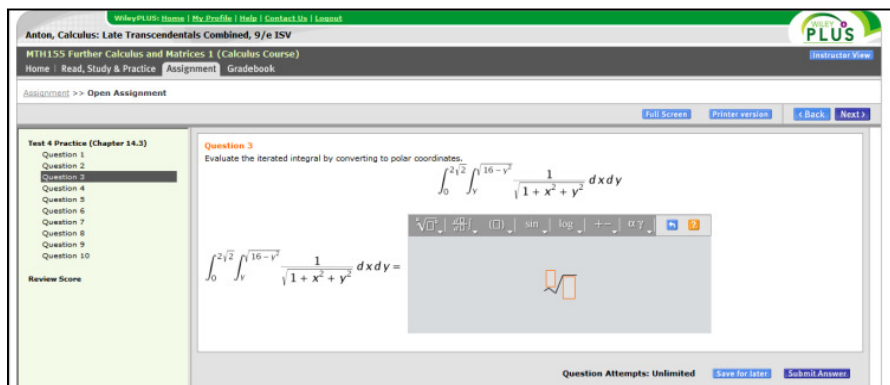 WileyPLUS: Home | My Profile | Help | Contact Us | Logout
Anton, Calculus: Late Transcendentals Combined, 9/e ISV
WILEY
PLUS
MTH155 Further Calculus and Matrices 1 (Calculus Course)
Instructor View
Home | Read, Study & Practice | Assignment | Gradebook
Assignment >> Open Assignment
Full Screen Printer version < Back Next >
Test 4 Practice (Chapter 14.3)
Question 1
Question 2
Question 3
Question 4
Question 5
Question 6
Question 7
Question 8
Question 9
Question 10
Review Score
Question 3
Evaluate the iterated integral by converting to polar coordinates.
∫₀^{2√2} ∫_y^{√(16 − y²)} 1/√(1 + x² + y²) dx dy
sin log +− αγ ?
∫₀^{2√2} ∫_y^{√(16 − y²)} 1/√(1 + x² + y²) dx dy =
Question Attempts: Unlimited Save for later Submit Answer